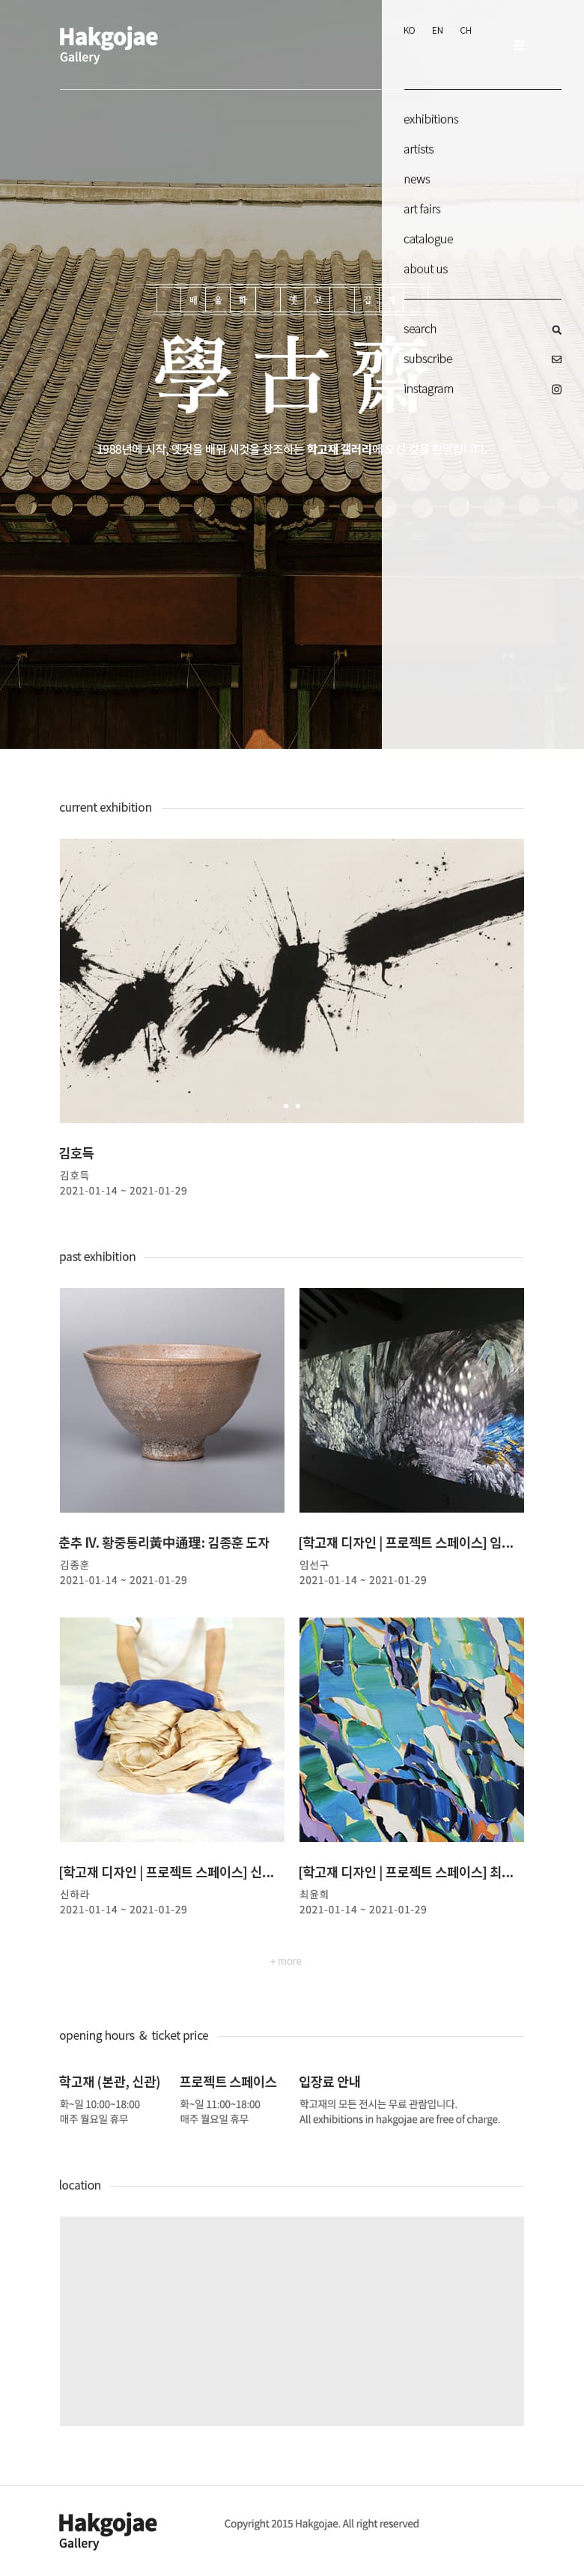 Hakgojae
Gallery
KO EN CH
exhibitions
artists
news
art fairs
catalogue
about us
search
subscribe
instagram
배 울 학 옛 고 집 재
學古齋
1988년에 시작, 옛것을 배워 새것을 창조하는 학고재 갤러리에 오신 것을 환영합니다.
current exhibition
김호득
김호득
2021-01-14 ~ 2021-01-29
past exhibition
춘추 Ⅳ. 황중통리黃中通理: 김종훈 도자
김종훈
2021-01-14 ~ 2021-01-29
[학고재 디자인 | 프로젝트 스페이스] 임...
임선구
2021-01-14 ~ 2021-01-29
[학고재 디자인 | 프로젝트 스페이스] 신...
신하라
2021-01-14 ~ 2021-01-29
[학고재 디자인 | 프로젝트 스페이스] 최...
최윤희
2021-01-14 ~ 2021-01-29
+ more
opening hours & ticket price
학고재 (본관, 신관)
화~일 10:00~18:00
매주 월요일 휴무
프로젝트 스페이스
화~일 11:00~18:00
매주 월요일 휴무
입장료 안내
학고재의 모든 전시는 무료 관람입니다.
All exhibitions in hakgojae are free of charge.
location
Hakgojae
Gallery
Copyright 2015 Hakgojae. All right reserved